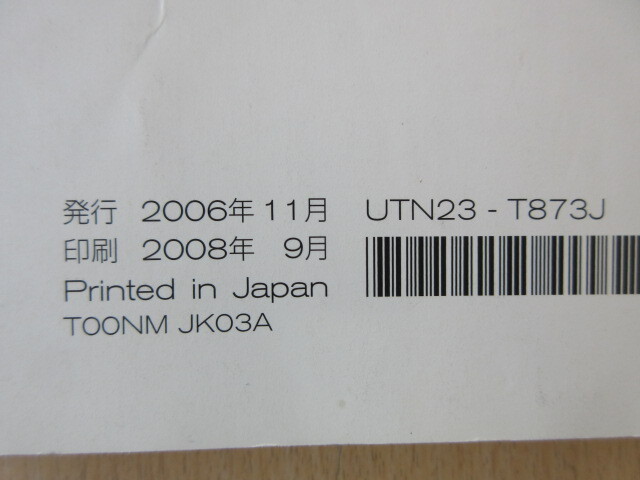 発行 2006年 11月 UTN23 - T873J
印刷 2008年 9月
Printed in Japan
T00NM JK03A